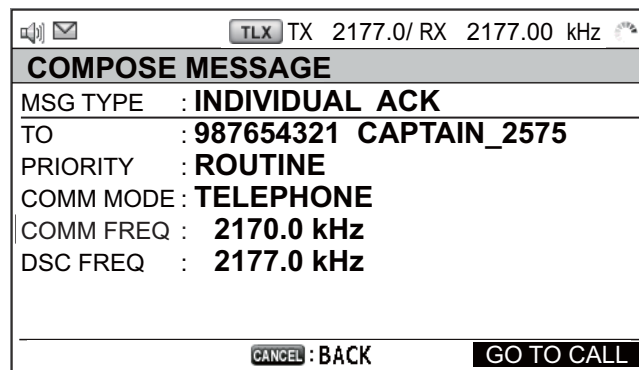 TLX TX 2177.0/ RX 2177.00 kHz
COMPOSE MESSAGE
MSG TYPE : INDIVIDUAL ACK
TO : 987654321 CAPTAIN_2575
PRIORITY : ROUTINE
COMM MODE : TELEPHONE
COMM FREQ : 2170.0 kHz
DSC FREQ : 2177.0 kHz
CANCEL : BACK GO TO CALL